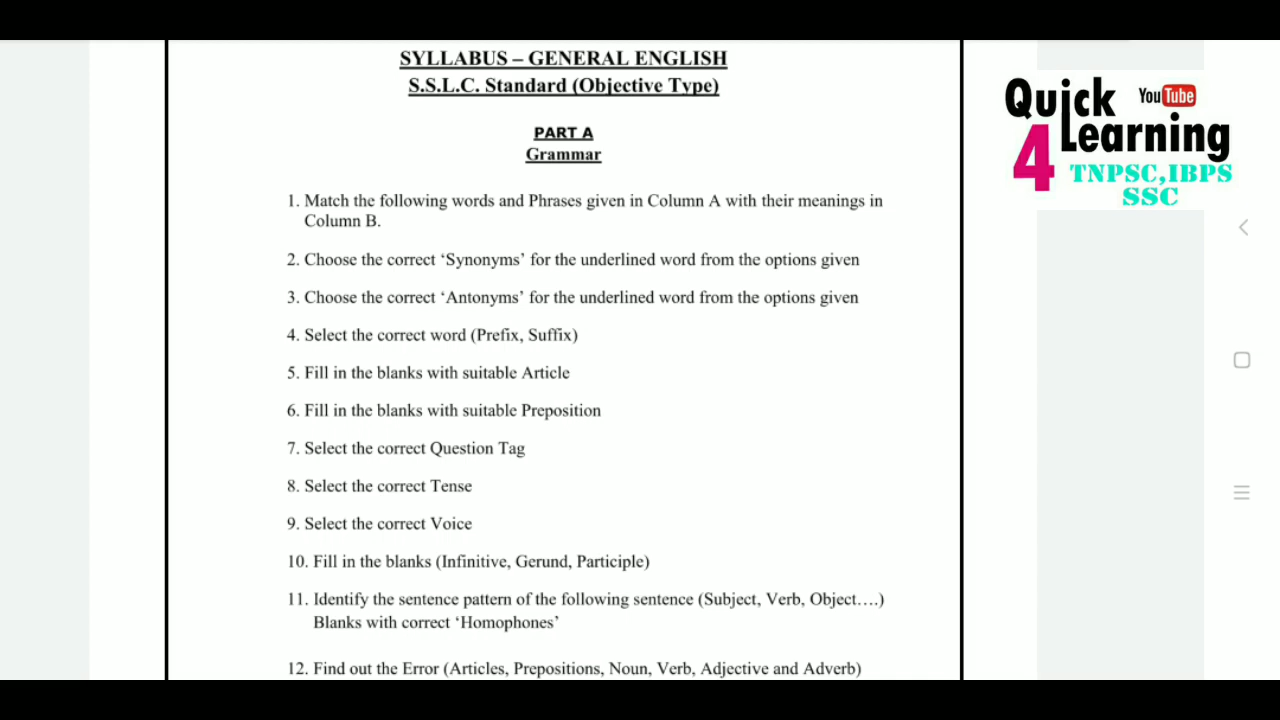 SYLLABUS – GENERAL ENGLISH
S.S.L.C. Standard (Objective Type)
PART A
Grammar
1. Match the following words and Phrases given in Column A with their meanings in
Column B.
2. Choose the correct ‘Synonyms’ for the underlined word from the options given
3. Choose the correct ‘Antonyms’ for the underlined word from the options given
4. Select the correct word (Prefix, Suffix)
5. Fill in the blanks with suitable Article
6. Fill in the blanks with suitable Preposition
7. Select the correct Question Tag
8. Select the correct Tense
9. Select the correct Voice
10. Fill in the blanks (Infinitive, Gerund, Participle)
11. Identify the sentence pattern of the following sentence (Subject, Verb, Object….)
Blanks with correct ‘Homophones’
12. Find out the Error (Articles, Prepositions, Noun, Verb, Adjective and Adverb)
Quick YouTube
4 Learning
TNPSC,IBPS
SSC